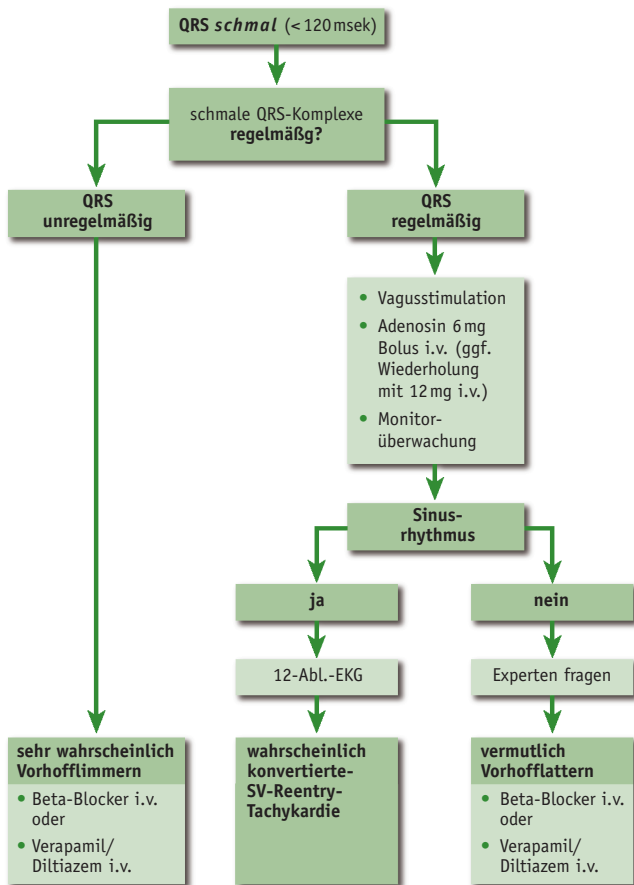 QRS schmal (< 120 msek)
schmale QRS-Komplexe
regelmäßg?
QRS
unregelmäßig
QRS
regelmäßig
• Vagusstimulation
• Adenosin 6 mg
Bolus i.v. (ggf.
Wiederholung
mit 12 mg i.v.)
• Monitor-
überwachung
Sinus-
rhythmus
ja
nein
12-Abl.-EKG
Experten fragen
sehr wahrscheinlich
Vorhofflimmern
• Beta-Blocker i.v.
oder
• Verapamil/
Diltiazem i.v.
wahrscheinlich
konvertierte-
SV-Reentry-
Tachykardie
vermutlich
Vorhofflattern
• Beta-Blocker i.v.
oder
• Verapamil/
Diltiazem i.v.